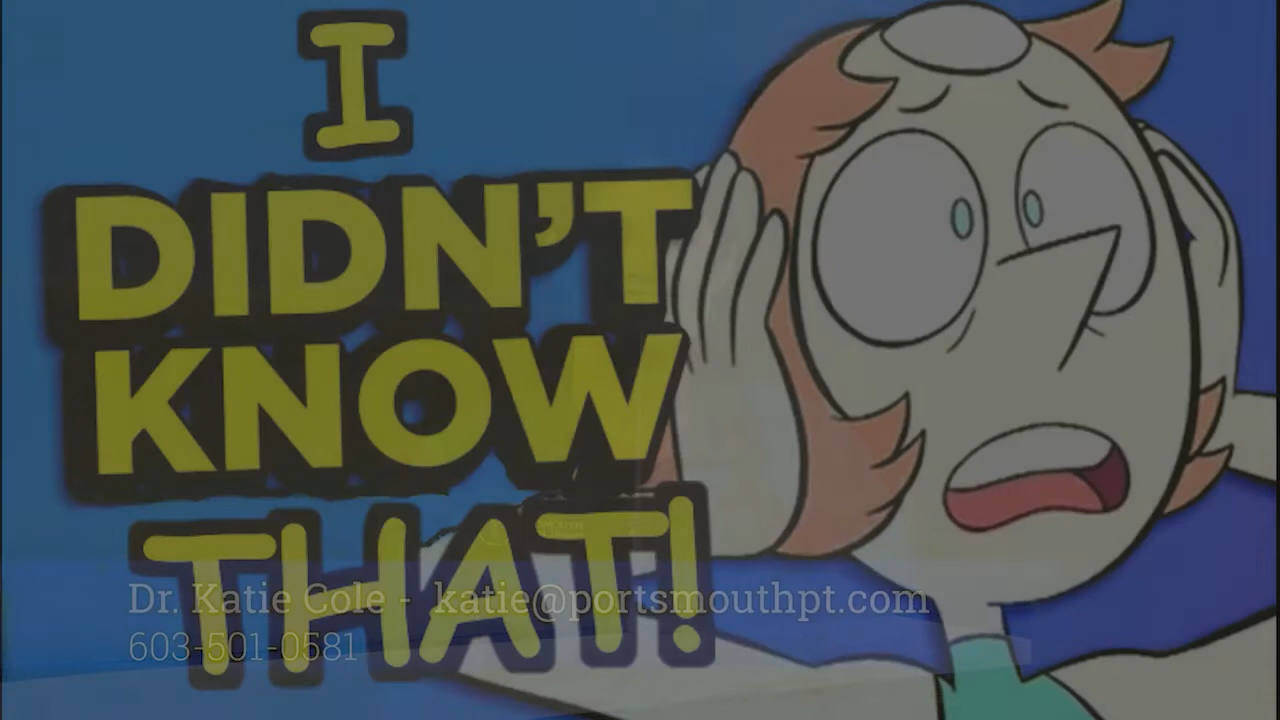 I
DIDN'T
KNOW
THAT!
Dr. Katie Cole - katie@portsmouthpt.com
603-501-0581